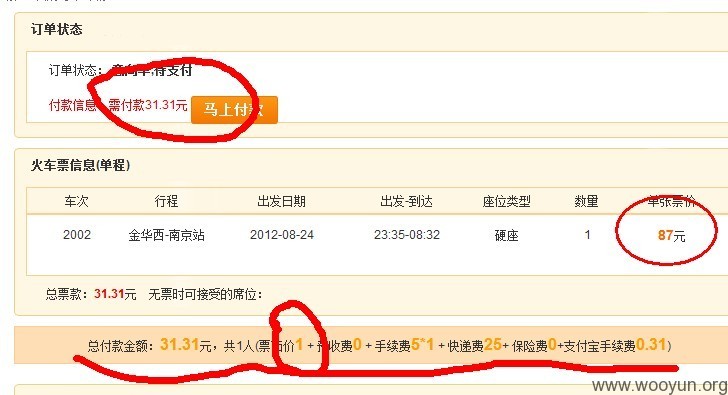 订单状态
订单状态：意向单,待支付
付款信息：需付款31.31元 马上付款
火车票信息(单程)
车次 行程 出发日期 出发-到达 座位类型 数量 单张票价
2002 金华西-南京站 2012-08-24 23:35-08:32 硬座 1 87元
总票款：31.31元 无票时可接受的席位：
总付款金额：31.31元，共1人(票面价1 + 预收费0 + 手续费5*1 + 快递费25+ 保险费0+支付宝手续费0.31)
www.wooyun.org